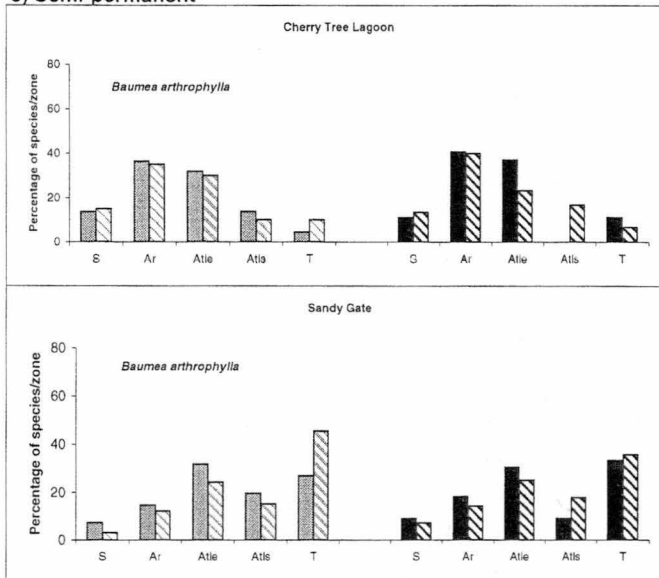 Cherry Tree Lagoon
Percentage of species/zone
80
60
40
20
0
Baumea arthrophylla
S Ar Atle Atls T S Ar Atle Atls T
Sandy Gate
Percentage of species/zone
80
60
40
20
0
Baumea arthrophylla
S Ar Atle Atls T S Ar Atle Atls T